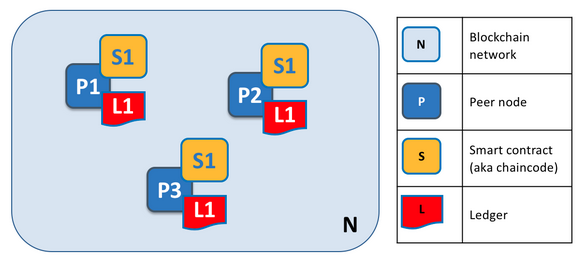 S1
P1
L1
S1
P2
L1
S1
P3
L1
N
N
Blockchain
network
P
Peer node
S
Smart contract
(aka chaincode)
L
Ledger